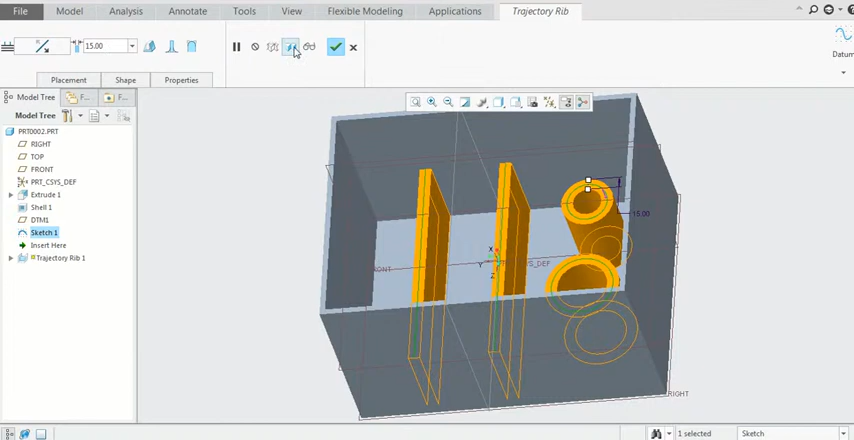 File Model Analysis Annotate Tools View Flexible Modeling Applications Trajectory Rib
15.00
Placement Shape Properties
Datum
Model Tree F... F...
Model Tree
PRT0002.PRT
RIGHT
TOP
FRONT
PRT_CSYS_DEF
Extrude 1
Shell 1
DTM1
Sketch 1
Insert Here
Trajectory Rib 1
15.00
X
Y
YS_DEF
Z
RONT
RIGHT
1 selected Sketch